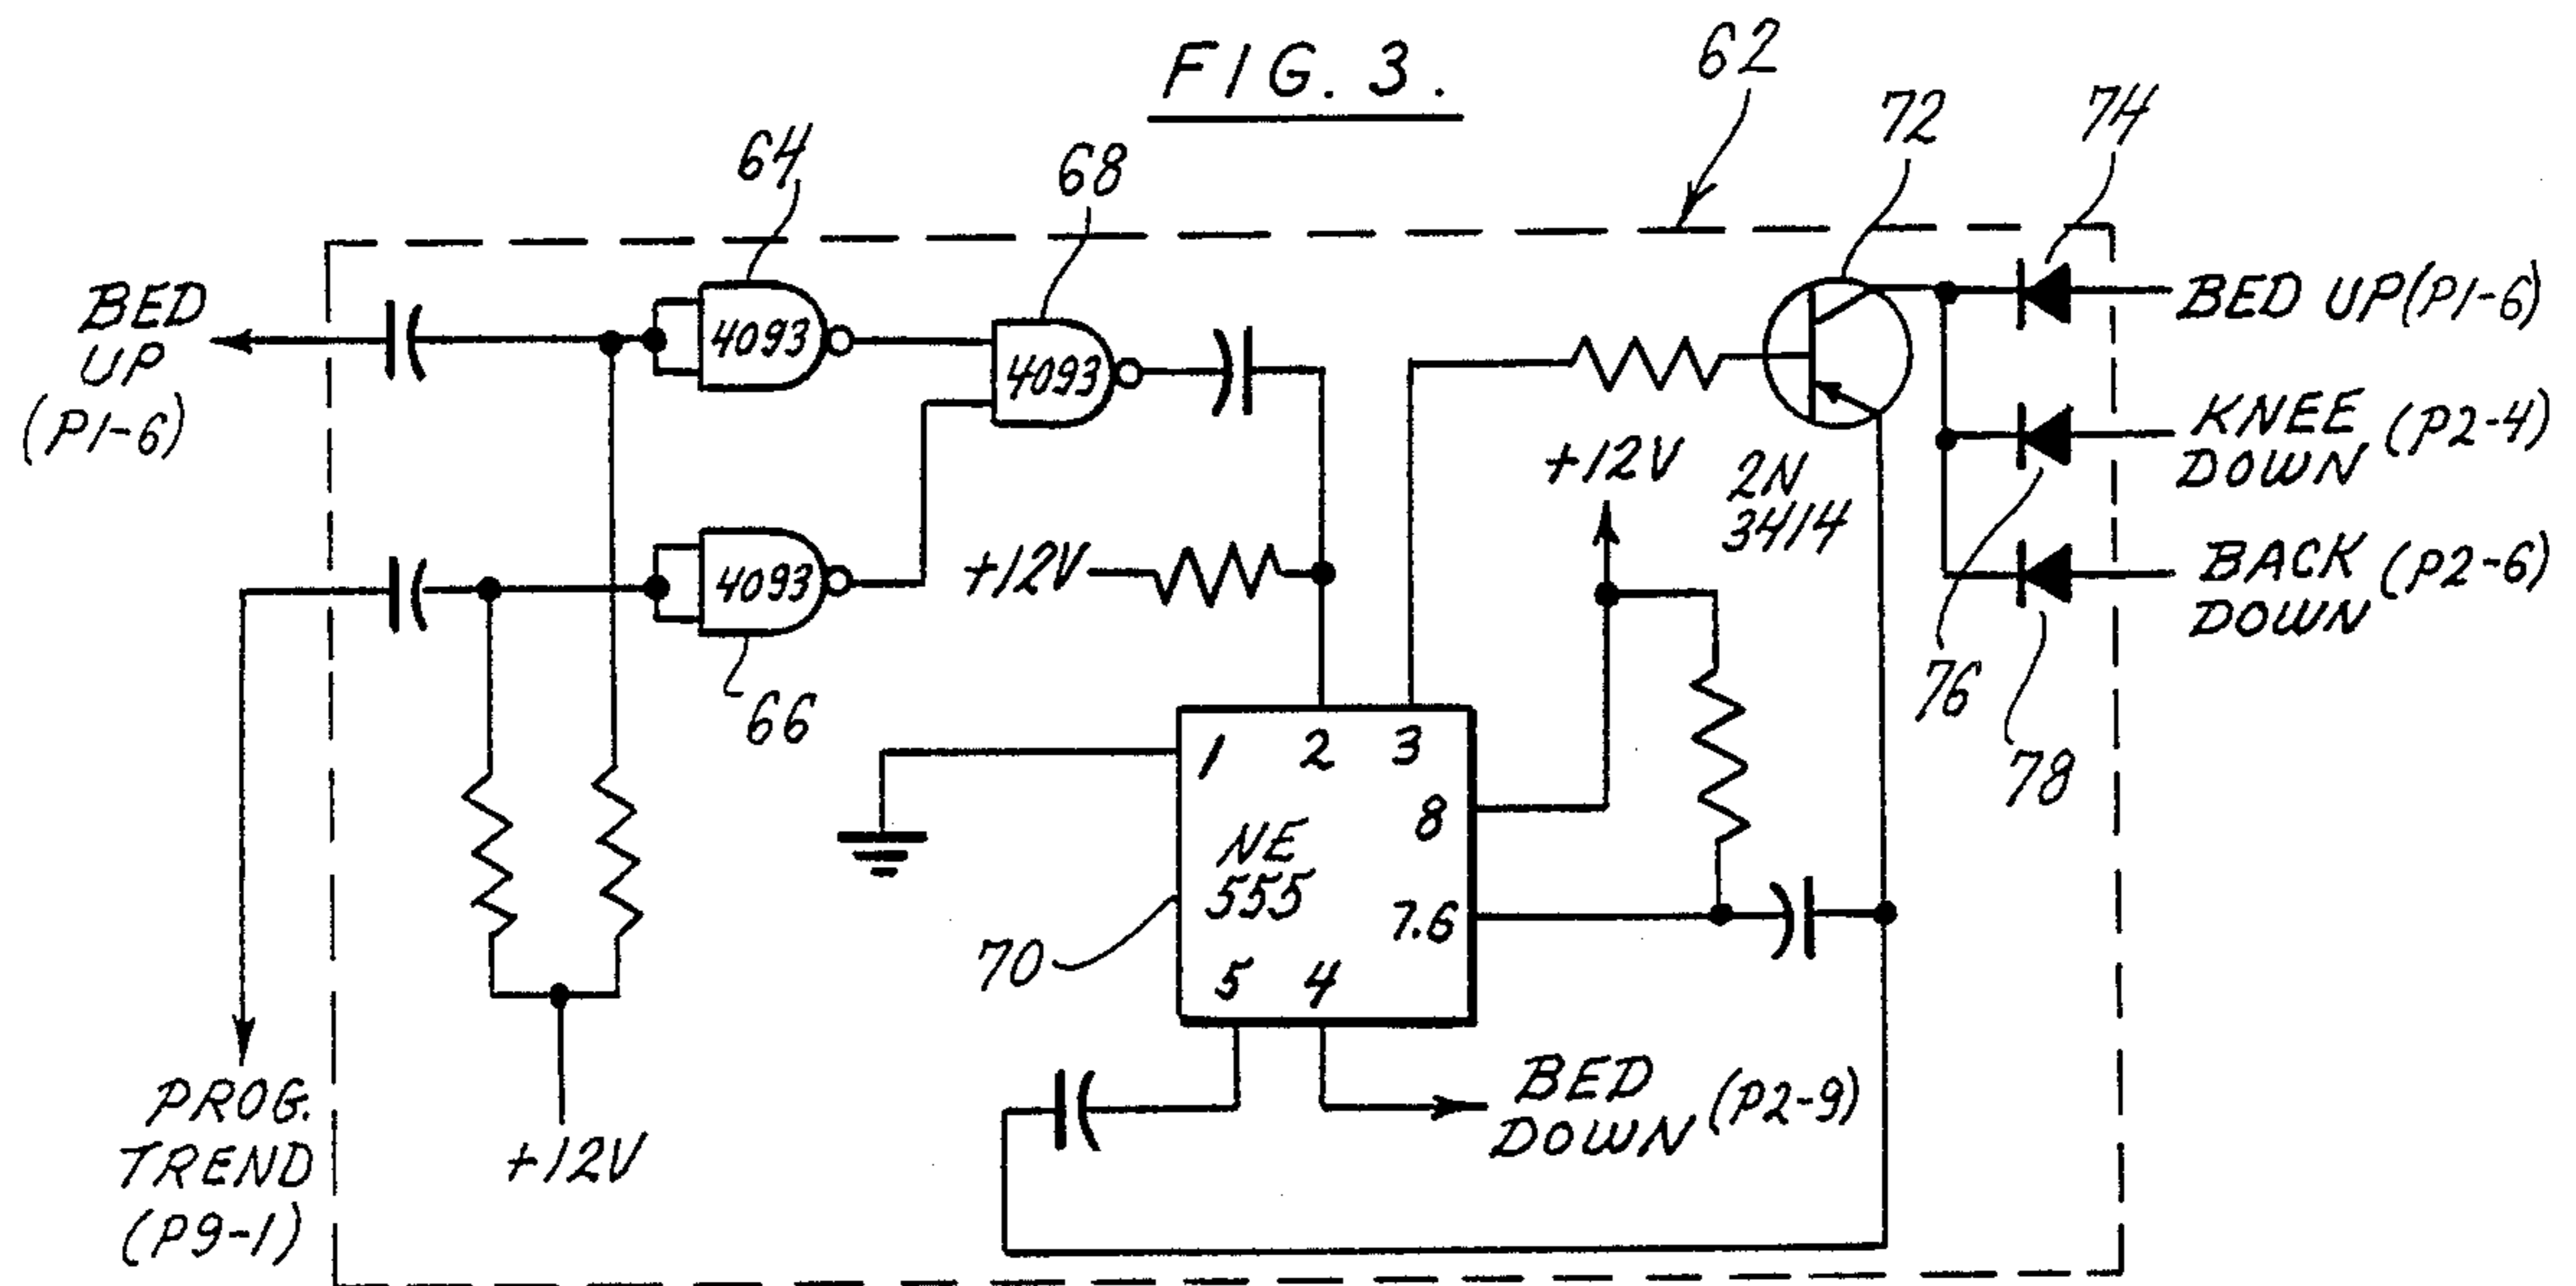 FIG. 3.
62
72
74
64
68
BED
UP
(P1-6)
4093
4093
4093
66
+12V
+12V
2N
3414
BED UP(P1-6)
KNEE
DOWN (P2-4)
BACK
DOWN (P2-6)
76
78
1
2
3
8
NE
555
7.6
5
4
70
PROG.
TREND
(P9-1)
+12V
BED
DOWN (P2-9)